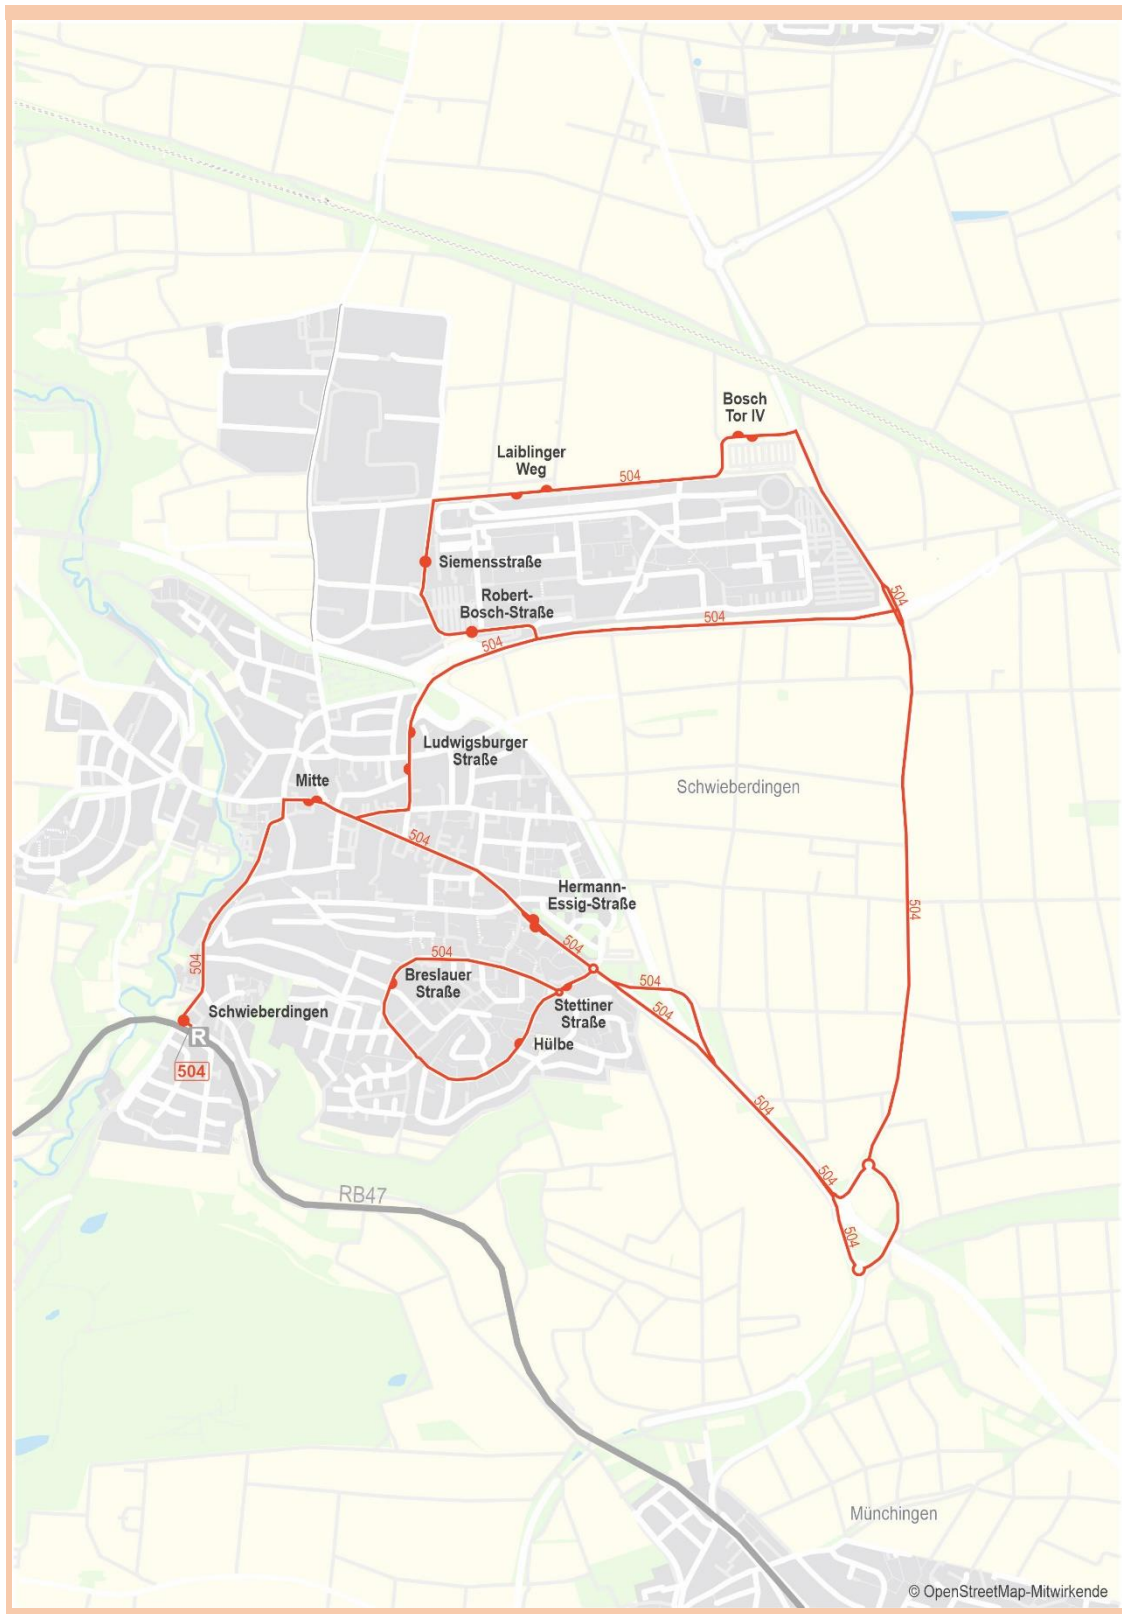 Bosch
Tor IV
Laiblinger
Weg
504
Siemensstraße
Robert-
Bosch-Straße
504
504
504
Ludwigsburger
Straße
Mitte
Schwieberdingen
504
Hermann-
Essig-Straße
504
504
504
504
Breslauer
Straße
504
504
Stettiner
Straße
Schwieberdingen
Hülbe
R
504
504
504
RB47
504
Münchingen
© OpenStreetMap-Mitwirkende